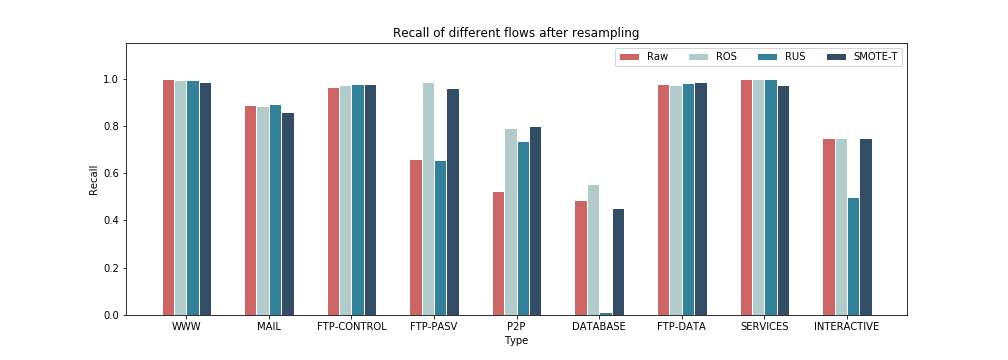 Recall of different flows after resampling
Raw ROS RUS SMOTE-T
1.0
0.8
0.6
0.4
0.2
0.0
Recall
WWW MAIL FTP-CONTROL FTP-PASV P2P DATABASE FTP-DATA SERVICES INTERACTIVE
Type